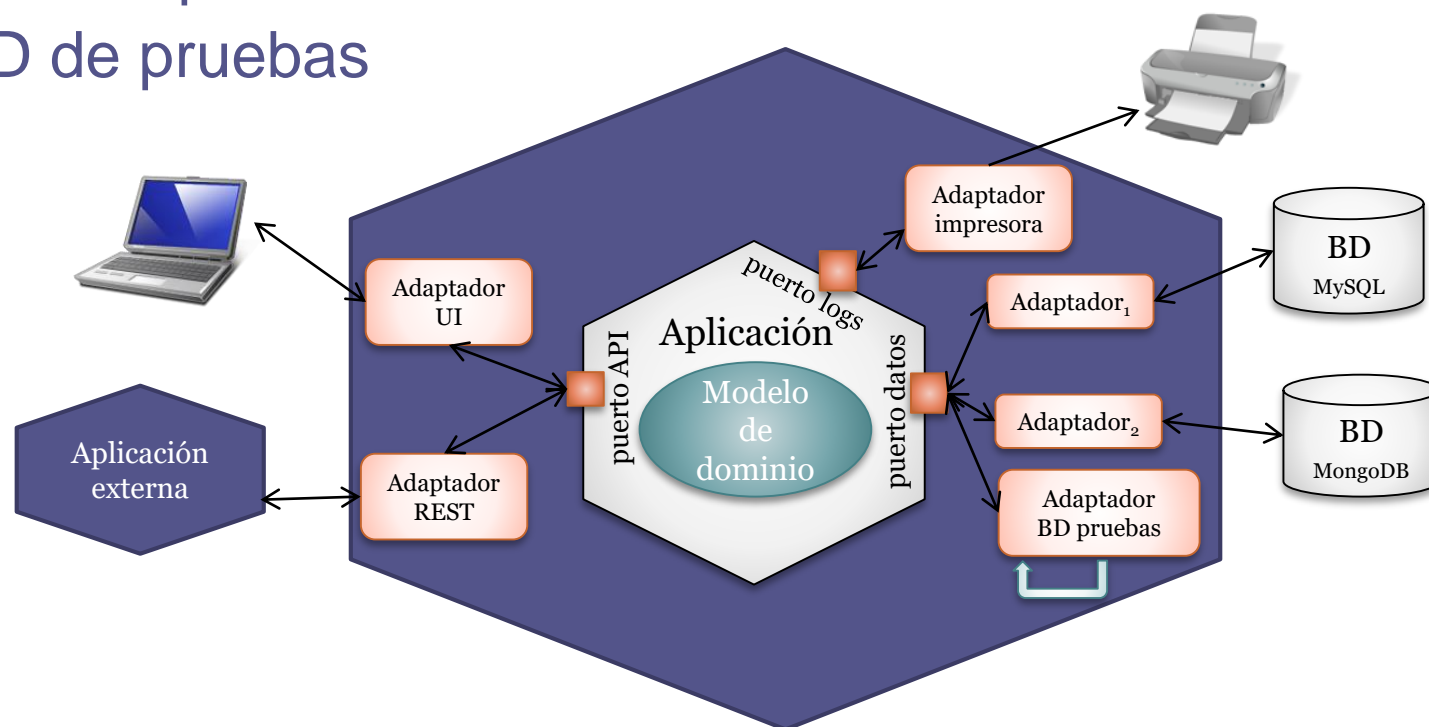 D de pruebas
Adaptador
impresora
BD
MySQL
Adaptador
UI
puerto logs
Adaptador₁
Aplicación
puerto API
puerto datos
Modelo
de
dominio
Adaptador₂
BD
MongoDB
Aplicación
externa
Adaptador
REST
Adaptador
BD pruebas